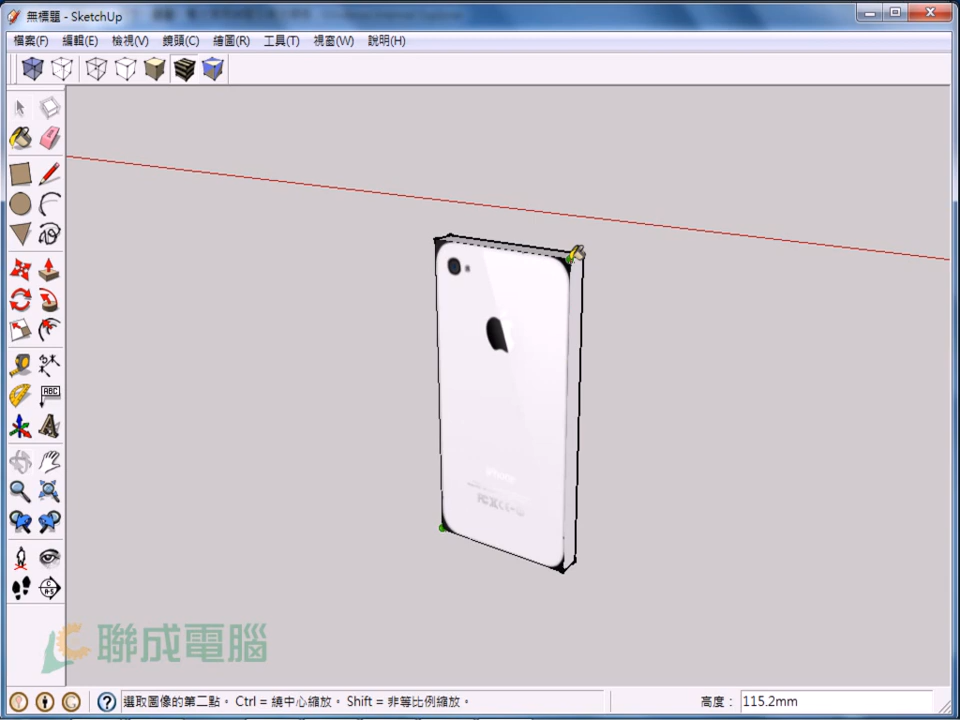 無標題 - SketchUp
檔案(F) 編輯(E) 檢視(V) 鏡頭(C) 繪圖(R) 工具(T) 視窗(W) 說明(H)
ABC
聯成電腦
選取圖像的第二點。 Ctrl = 繞中心縮放。 Shift = 非等比例縮放。
高度： 115.2mm